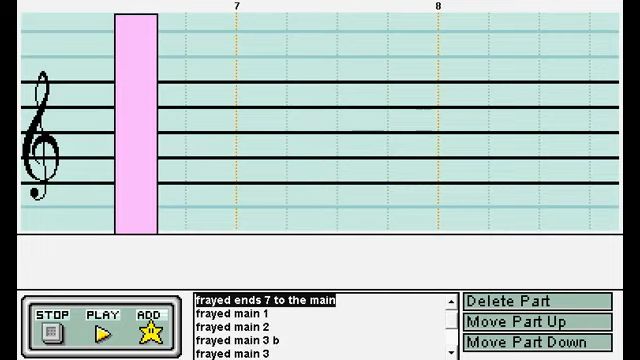 7 8
STOP PLAY ADD
frayed ends 7 to the main
frayed main 1
frayed main 2
frayed main 3 b
frayed main 3
Delete Part
Move Part Up
Move Part Down